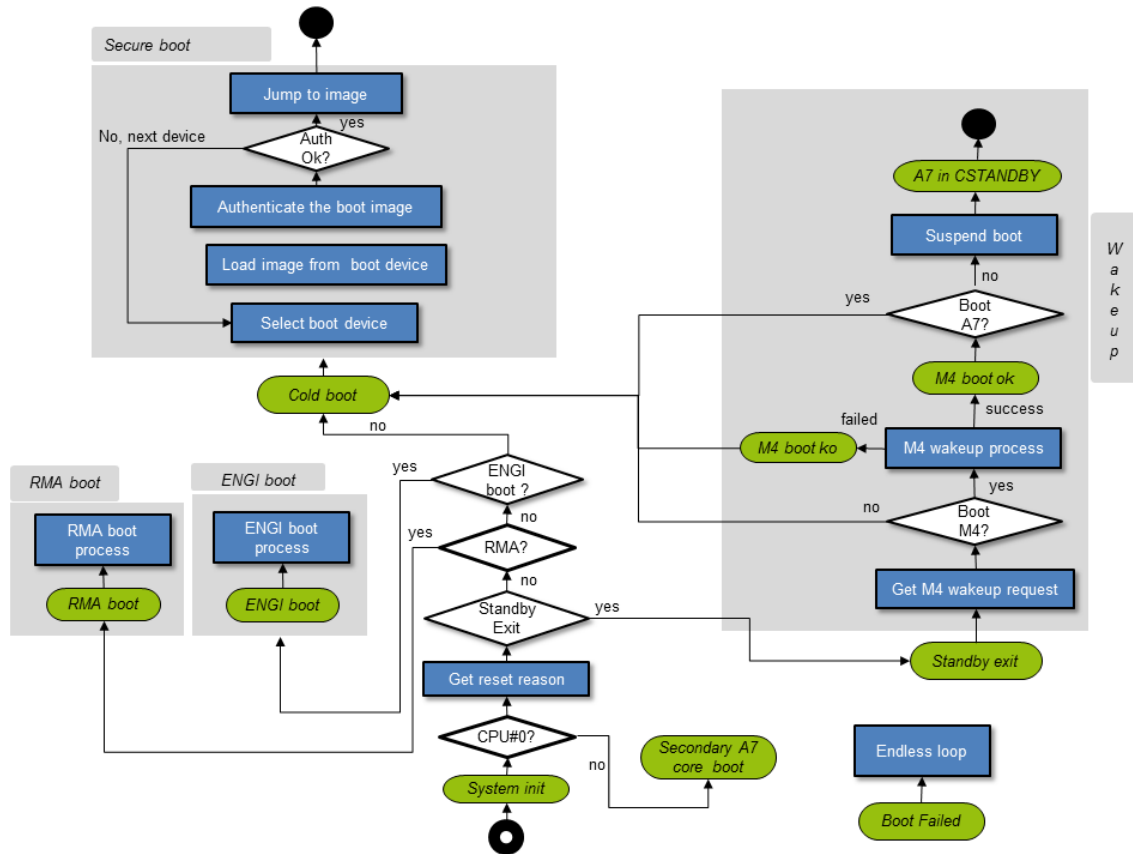 Secure boot
Jump to image
yes
No, next device
Auth
Ok?
Authenticate the boot image
Load image from boot device
Select boot device
Cold boot
no
yes
ENGI
boot ?
no
yes
RMA?
no
Standby
Exit
yes
Get reset reason
CPU#0?
no
System init
Secondary A7
core boot
RMA boot
RMA boot
process
RMA boot
ENGI boot
ENGI boot
process
ENGI boot
A7 in CSTANDBY
Suspend boot
no
yes
Boot
A7?
M4 boot ok
success
failed
M4 boot ko
M4 wakeup process
yes
no
Boot
M4?
Get M4 wakeup request
Standby exit
W
a
k
e
u
p
Endless loop
Boot Failed